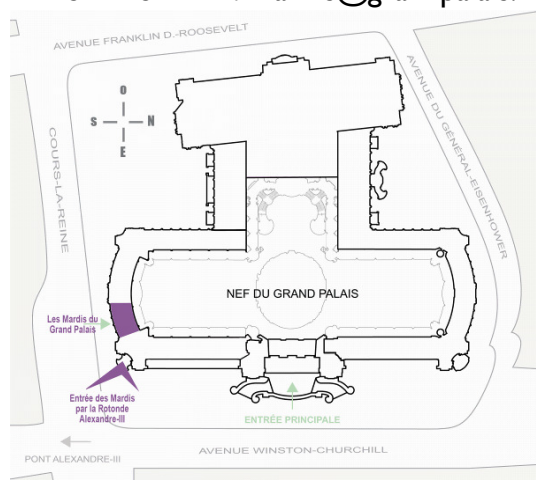 AVENUE FRANKLIN D.-ROOSEVELT
O
S
N
E
COURS-LA-REINE
AVENUE DU GÉNÉRAL-EISENHOWER
NEF DU GRAND PALAIS
Les Mardis du
Grand Palais
Entrée des Mardis
par la Rotonde
Alexandre-III
ENTRÉE PRINCIPALE
AVENUE WINSTON-CHURCHILL
PONT ALEXANDRE-III